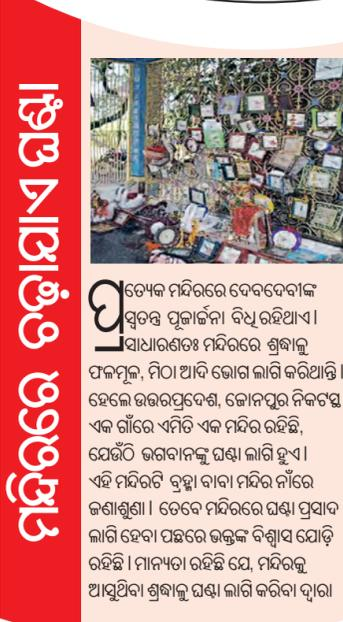 ମନ୍ଦିରରେ ଚଢ଼ାଯାଏ ଘଣ୍ଟା
ପ୍ରତ୍ୟେକ ମନ୍ଦିରରେ ଦେବଦେବୀଙ୍କ
ସ୍ୱତନ୍ତ୍ର ପୂଜାର୍ଚ୍ଚନା ବିଧି ରହିଥାଏ ।
ସାଧାରଣତଃ ମନ୍ଦିରରେ ଶ୍ରଦ୍ଧାଳୁ
ଫଳମୂଳ, ମିଠା ଆଦି ଭୋଗ ଲାଗି କରିଥାନ୍ତି ।
ହେଲେ ଉତ୍ତରପ୍ରଦେଶ, ଜୋନପୁର ନିକଟସ୍ଥ
ଏକ ଗାଁରେ ଏମିତି ଏକ ମନ୍ଦିର ରହିଛି,
ଯେଉଁଠି ଭଗବାନଙ୍କୁ ଘଣ୍ଟା ଲାଗି ହୁଏ ।
ଏହି ମନ୍ଦିରଟି ବ୍ରହ୍ମା ବାବା ମନ୍ଦିର ନାଁରେ
ଜଣାଶୁଣା । ତେବେ ମନ୍ଦିରରେ ଘଣ୍ଟା ପ୍ରସାଦ
ଲାଗି ହେବା ପଛରେ ଭକ୍ତଙ୍କ ବିଶ୍ୱାସ ଯୋଡ଼ି
ରହିଛି । ମାନ୍ୟତା ରହିଛି ଯେ, ମନ୍ଦିରକୁ
ଆସୁଥିବା ଶ୍ରଦ୍ଧାଳୁ ଘଣ୍ଟା ଲାଗି କରିବା ଦ୍ୱାରା